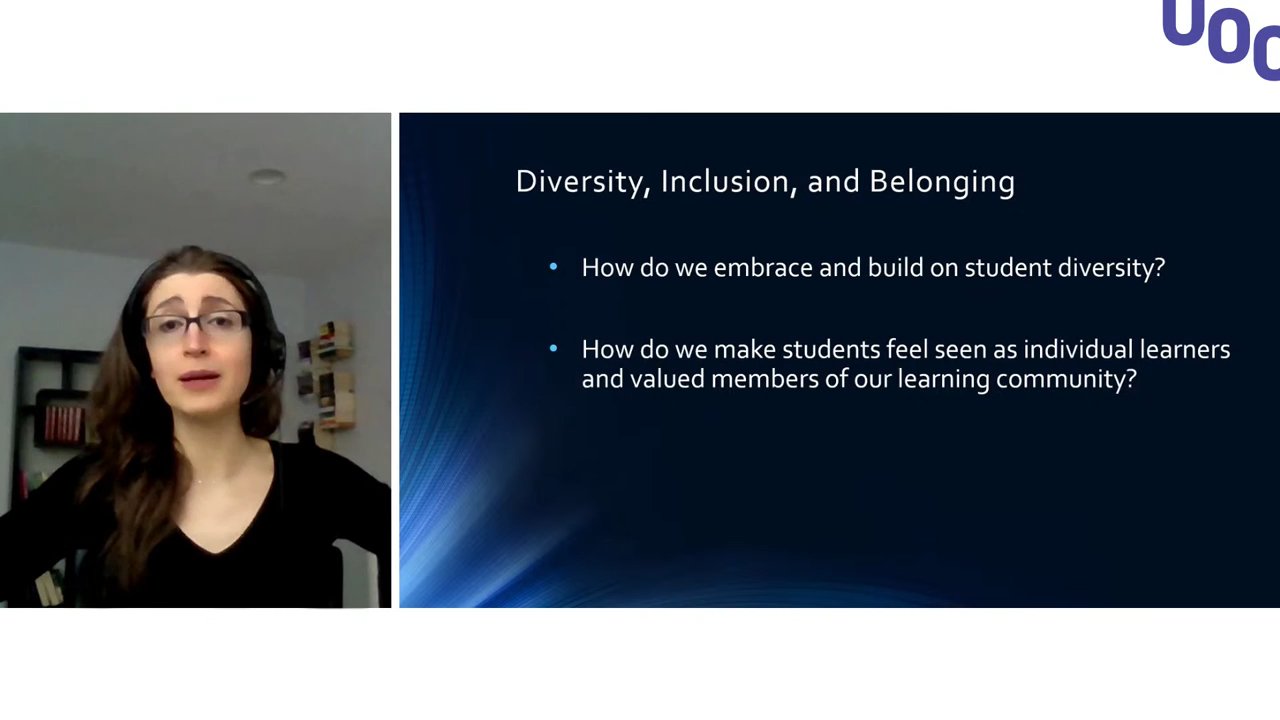 UOC
Diversity, Inclusion, and Belonging
• How do we embrace and build on student diversity?
• How do we make students feel seen as individual learners
and valued members of our learning community?